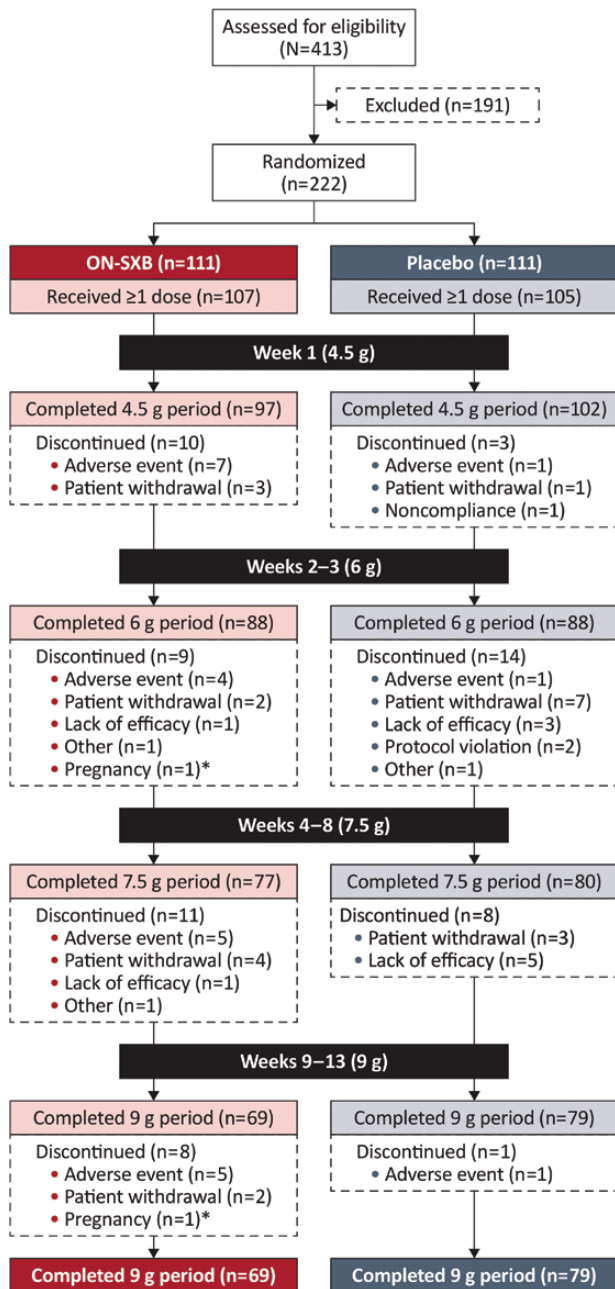 Assessed for eligibility
(N=413)
Excluded (n=191)
Randomized
(n=222)
ON-SXB (n=111)
Received ≥1 dose (n=107)
Placebo (n=111)
Received ≥1 dose (n=105)
Week 1 (4.5 g)
Completed 4.5 g period (n=97)
Discontinued (n=10)
• Adverse event (n=7)
• Patient withdrawal (n=3)
Completed 4.5 g period (n=102)
Discontinued (n=3)
• Adverse event (n=1)
• Patient withdrawal (n=1)
• Noncompliance (n=1)
Weeks 2–3 (6 g)
Completed 6 g period (n=88)
Discontinued (n=9)
• Adverse event (n=4)
• Patient withdrawal (n=2)
• Lack of efficacy (n=1)
• Other (n=1)
• Pregnancy (n=1)*
Completed 6 g period (n=88)
Discontinued (n=14)
• Adverse event (n=1)
• Patient withdrawal (n=7)
• Lack of efficacy (n=3)
• Protocol violation (n=2)
• Other (n=1)
Weeks 4–8 (7.5 g)
Completed 7.5 g period (n=77)
Discontinued (n=11)
• Adverse event (n=5)
• Patient withdrawal (n=4)
• Lack of efficacy (n=1)
• Other (n=1)
Completed 7.5 g period (n=80)
Discontinued (n=8)
• Patient withdrawal (n=3)
• Lack of efficacy (n=5)
Weeks 9–13 (9 g)
Completed 9 g period (n=69)
Discontinued (n=8)
• Adverse event (n=5)
• Patient withdrawal (n=2)
• Pregnancy (n=1)*
Completed 9 g period (n=79)
Discontinued (n=1)
• Adverse event (n=1)
Completed 9 g period (n=69)
Completed 9 g period (n=79)